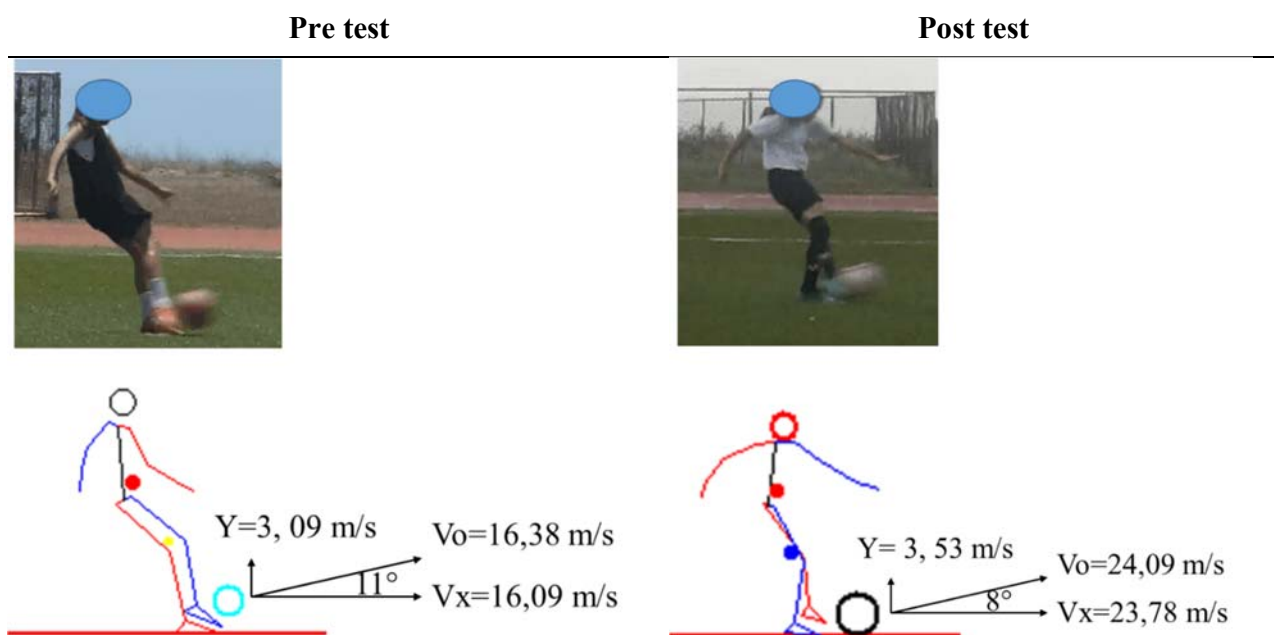 Pre test
Post test
Y=3, 09 m/s
Vo=16,38 m/s
11°
Vx=16,09 m/s
Y= 3, 53 m/s
Vo=24,09 m/s
8°
Vx=23,78 m/s